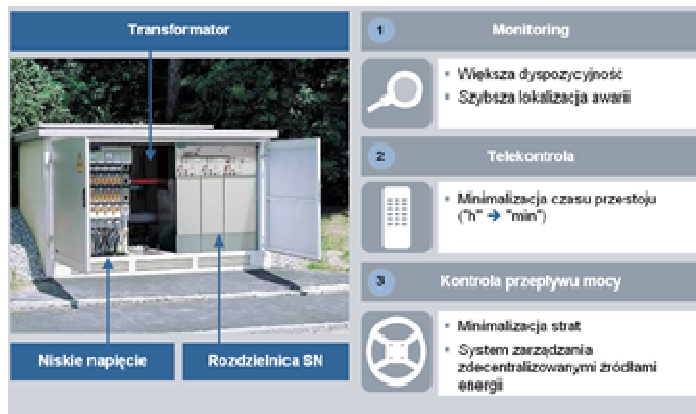 Transformator
Niskie napięcie
Rozdzielnica SN
1
Monitoring
Większa dyspozycyjność
Szybsza lokalizacja awarii
2
Telekontrola
Minimalizacja czasu przestoju
("h" → "min")
3
Kontrola przepływu mocy
Minimalizacja strat
System zarządzania
zdecentralizowanymi źródłami
energii